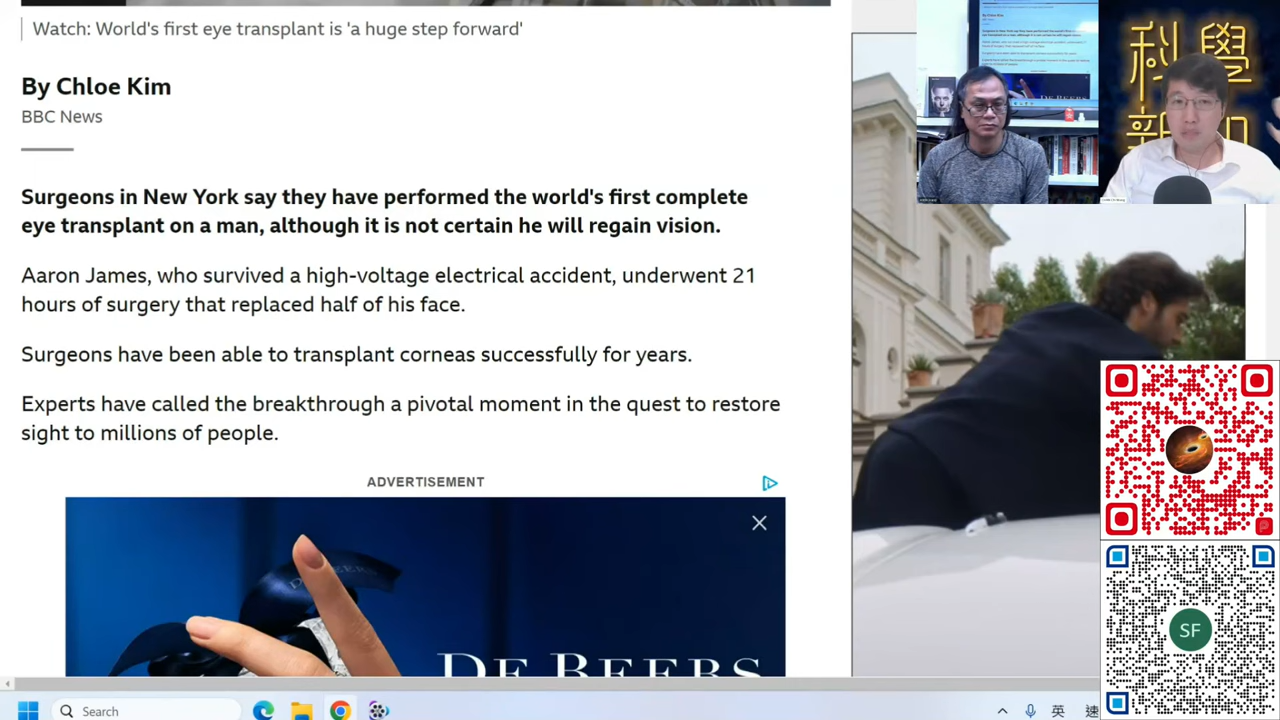 Watch: World's first eye transplant is 'a huge step forward'
By Chloe Kim
BBC News
Surgeons in New York say they have performed the world's first complete
eye transplant on a man, although it is not certain he will regain vision.
Aaron James, who survived a high-voltage electrical accident, underwent 21
hours of surgery that replaced half of his face.
Surgeons have been able to transplant corneas successfully for years.
Experts have called the breakthrough a pivotal moment in the quest to restore
sight to millions of people.
ADVERTISEMENT
DE BEERS
科學
SF
Search
英
速